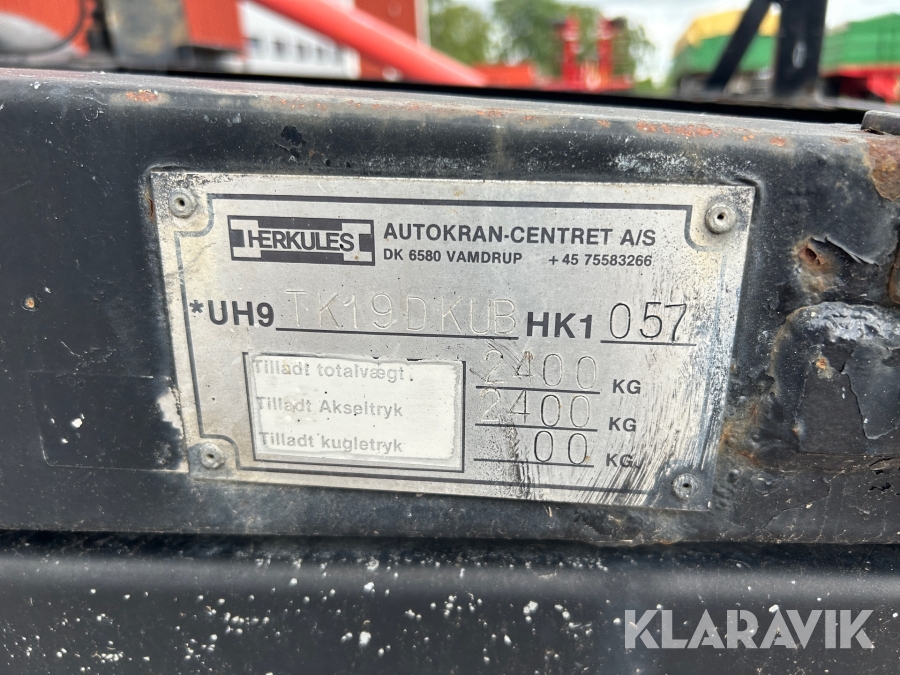 HERKULES
AUTOKRAN-CENTRET A/S
DK 6580 VAMDRUP +45 75583266
*UH9 TK19DKUB HK1 057
Tilladt totalvægt 2400 KG
Tilladt Akseltryk 2400 KG
Tilladt kugletryk 00 KG.
KLARAVIK